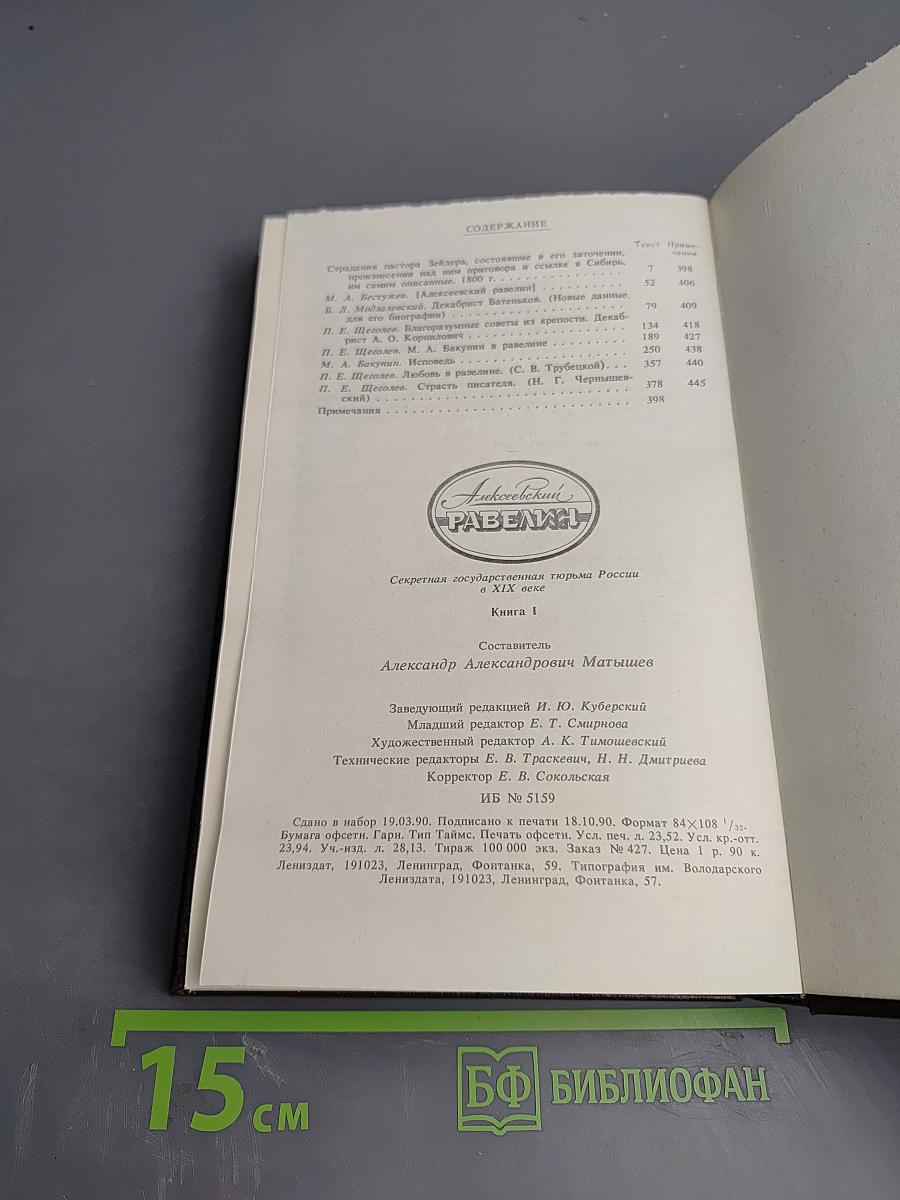 СОДЕРЖАНИЕ
Текст Приме-
чания
Страдания пастора Зейдера, состоявшие в его заточении,
произнесении над ним приговора и ссылке в Сибирь,
им самим описанные. 1800 г. . . . . . . . . . . . . . . 7 398
М. А. Бестужев. [Алексеевский равелин] . . . . . . . . . 52 406
Б. Л. Модзалевский. Декабрист Батеньков. (Новые данные
для его биографии) . . . . . . . . . . . . . . . . . . 79 409
П. Е. Щеголев. Благоразумные советы из крепости. Декаб-
рист А. О. Корнилович . . . . . . . . . . . . . . . . 134 418
П. Е. Щеголев. М. А. Бакунин в равелине . . . . . . . . . 189 427
М. А. Бакунин. Исповедь . . . . . . . . . . . . . . . . 250 438
П. Е. Щеголев. Любовь в равелине. (С. В. Трубецкой). . . 357 440
П. Е. Щеголев. Страсть писателя. (Н. Г. Чернышев-
ский) . . . . . . . . . . . . . . . . . . . . . . . . . 378 445
Примечания . . . . . . . . . . . . . . . . . . . . . . 398
Алексеевский
РАВЕЛИН
Секретная государственная тюрьма России
в XIX веке
Книга I
Составитель
Александр Александрович Матышев
Заведующий редакцией И. Ю. Куберский
Младший редактор Е. Т. Смирнова
Художественный редактор А. К. Тимошевский
Технические редакторы Е. В. Траскевич, Н. Н. Дмитриева
Корректор Е. В. Сокольская
ИБ № 5159
Сдано в набор 19.03.90. Подписано к печати 18.10.90. Формат 84×108 1/32.
Бумага офсетн. Гарн. Тип Таймс. Печать офсетн. Усл. печ. л. 23,52. Усл. кр.-отт.
23,94. Уч.-изд. л. 28,13. Тираж 100 000 экз. Заказ № 427. Цена 1 р. 90 к.
Лениздат, 191023, Ленинград, Фонтанка, 59. Типография им. Володарского
Лениздата, 191023, Ленинград, Фонтанка, 57.
15 см
БФ БИБЛИОФАН